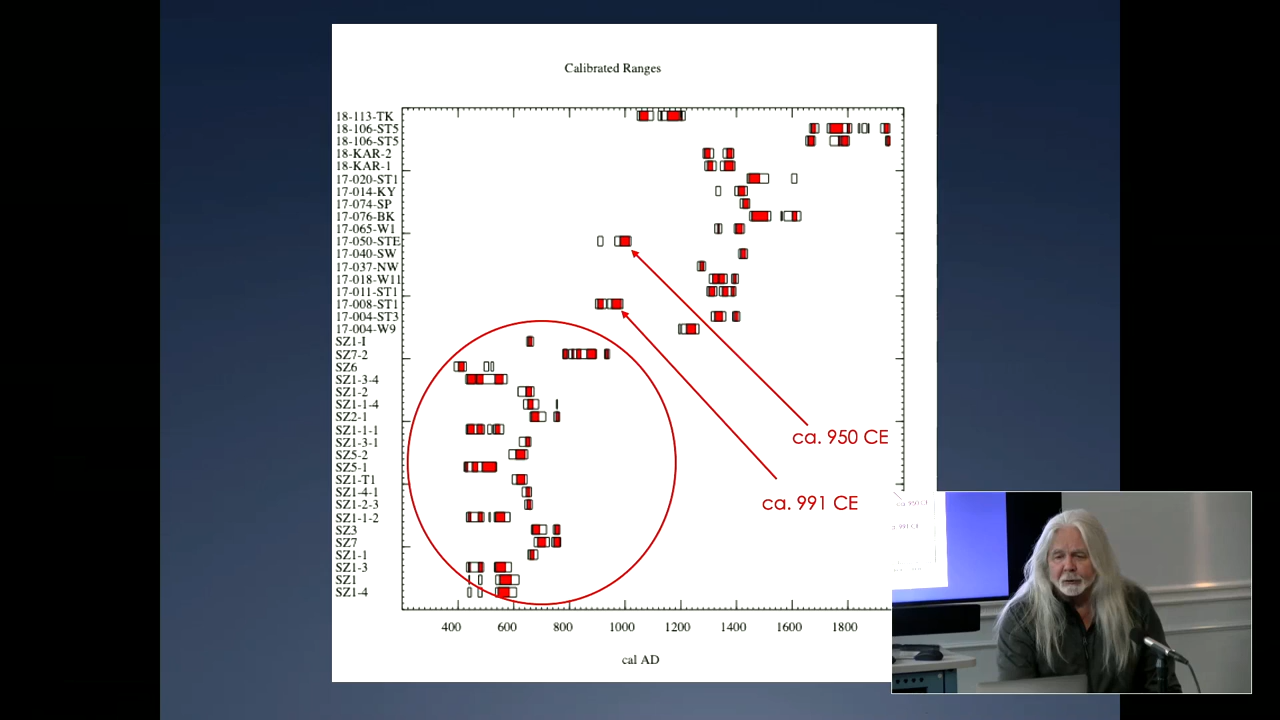 Calibrated Ranges
18-113-TK
18-106-ST5
18-106-ST5
18-KAR-2
18-KAR-1
17-020-ST1
17-014-KY
17-074-SP
17-076-BK
17-065-W1
17-050-STE
17-040-SW
17-037-NW
17-018-W11
17-011-ST1
17-008-ST1
17-004-ST3
17-004-W9
SZ1-I
SZ7-2
SZ6
SZ1-3-4
SZ1-2
SZ1-1-4
SZ2-1
SZ1-1-1
SZ1-3-1
SZ5-2
SZ5-1
SZ1-T1
SZ1-4-1
SZ1-2-3
SZ1-1-2
SZ3
SZ7
SZ1-1
SZ1-3
SZ1
SZ1-4
ca. 950 CE
ca. 991 CE
400 600 800 1000 1200 1400 1600 1800
cal AD